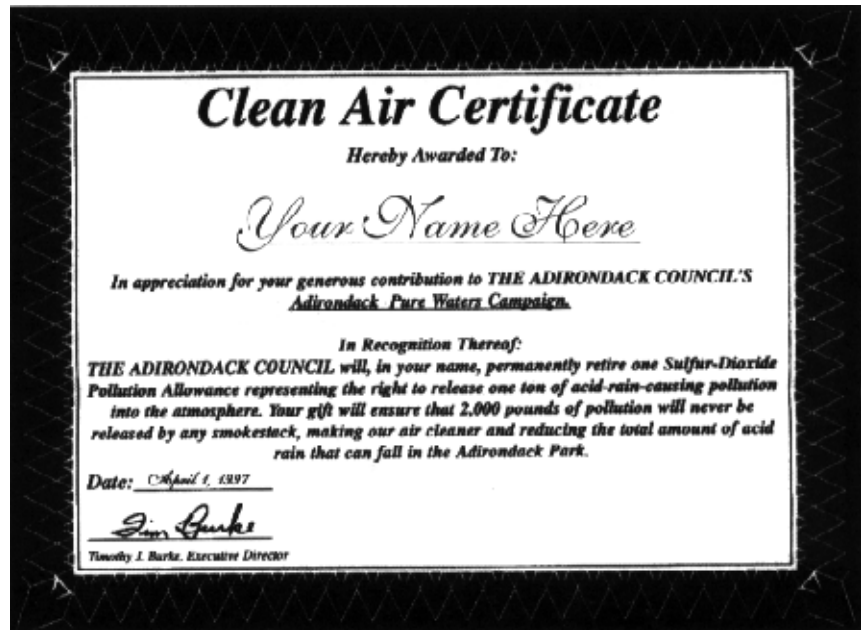 Clean Air Certificate
Hereby Awarded To:
Your Name Here
In appreciation for your generous contribution to THE ADIRONDACK COUNCIL'S
Adirondack Pure Waters Campaign.
In Recognition Thereof:
THE ADIRONDACK COUNCIL will, in your name, permanently retire one Sulfur-Dioxide
Pollution Allowance representing the right to release one ton of acid-rain-causing pollution
into the atmosphere. Your gift will ensure that 2,000 pounds of pollution will never be
released by any smokestack, making our air cleaner and reducing the total amount of acid
rain that can fall in the Adirondack Park.
Date: April 1, 1997
Tim Burke
Timothy J. Burke, Executive Director